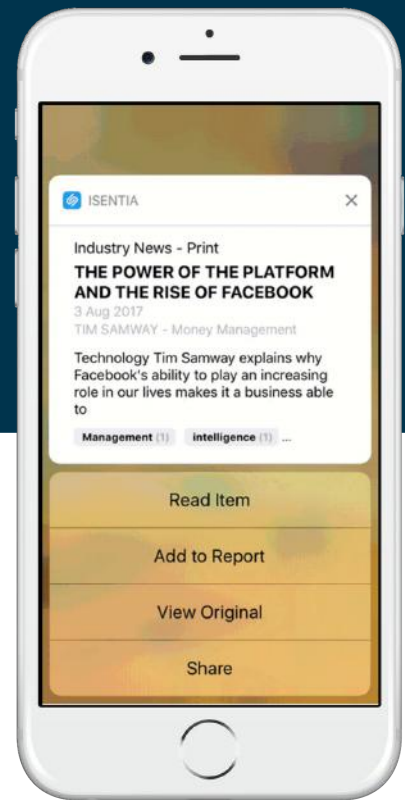 ISENTIA
Industry News - Print
THE POWER OF THE PLATFORM
AND THE RISE OF FACEBOOK
3 Aug 2017
TIM SAMWAY - Money Management
Technology Tim Samway explains why
Facebook's ability to play an increasing
role in our lives makes it a business able
to
Management (1) intelligence (1) ...
Read Item
Add to Report
View Original
Share